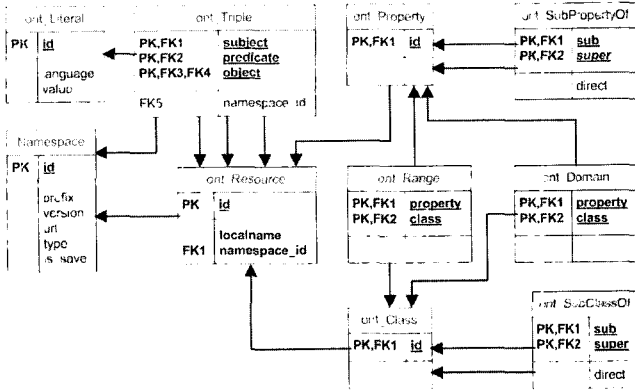 ont_Literal
PK id
language
value
ont_Triple
PK,FK1 subject
PK,FK2 predicate
PK,FK3,FK4 object
FK5 namespace_id
ont_Property
PK,FK1 id
ont_SubPropertyOf
PK,FK1 sub
PK,FK2 super
direct
Namespace
PK id
prefix
version
url
type
is_save
ont_Resource
PK id
localname
FK1 namespace_id
ont_Range
PK,FK1 property
PK,FK2 class
ont_Domain
PK,FK1 property
PK,FK2 class
ont_Class
PK,FK1 id
ont_SubClassOf
PK,FK1 sub
PK,FK2 super
direct